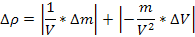 Δρ = |1/V * Δm| + |−m/V² * ΔV|